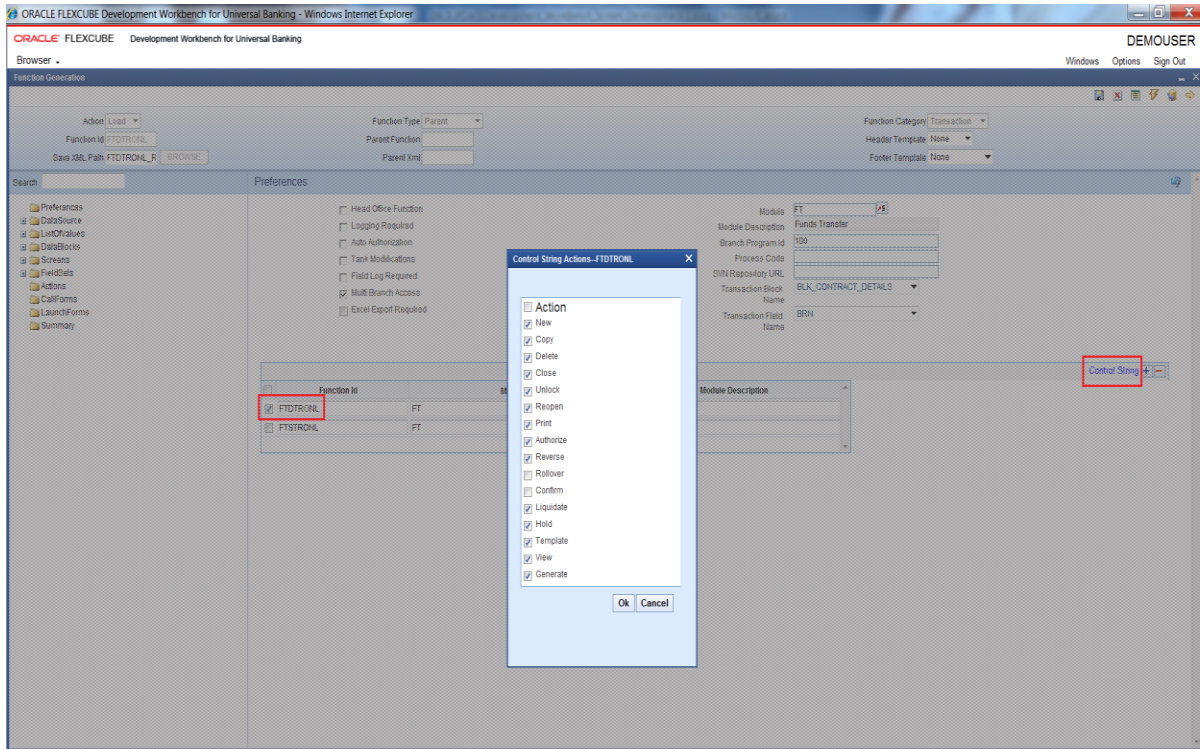 ORACLE FLEXCUBE Development Workbench for Universal Banking - Windows Internet Explorer
ORACLE FLEXCUBE Development Workbench for Universal Banking
DEMOUSER
Browser
Windows Options Sign Out
Function Generation
Action Load
Function Type Parent
Function Category Transaction
Function Id FTDTRONL
Parent Function
Header Template None
Save XML Path FTDTRONL_R BROWSE
Parent Xml
Footer Template None
Search
Preferences
Preferences
DataSource
ListOfValues
DataBlocks
Screens
FieldSets
Actions
CallForms
LaunchForms
Summary
Head Office Function
Logging Required
Auto Authorization
Tank Modifications
Field Log Required
Multi Branch Access
Excel Export Required
Module FT
Module Description Funds Transfer
Branch Program Id 100
Process Code
SVN Repository URL
Transaction Block Name BLK_CONTRACT_DETAILS
Transaction Field Name BRN
Control String + -
Function Id
Module Description
FTDTRONL FT
FTSTRONL FT
Control String Actions--FTDTRONL X
Action
New
Copy
Delete
Close
Unlock
Reopen
Print
Authorize
Reverse
Rollover
Confirm
Liquidate
Hold
Template
View
Generate
Ok Cancel